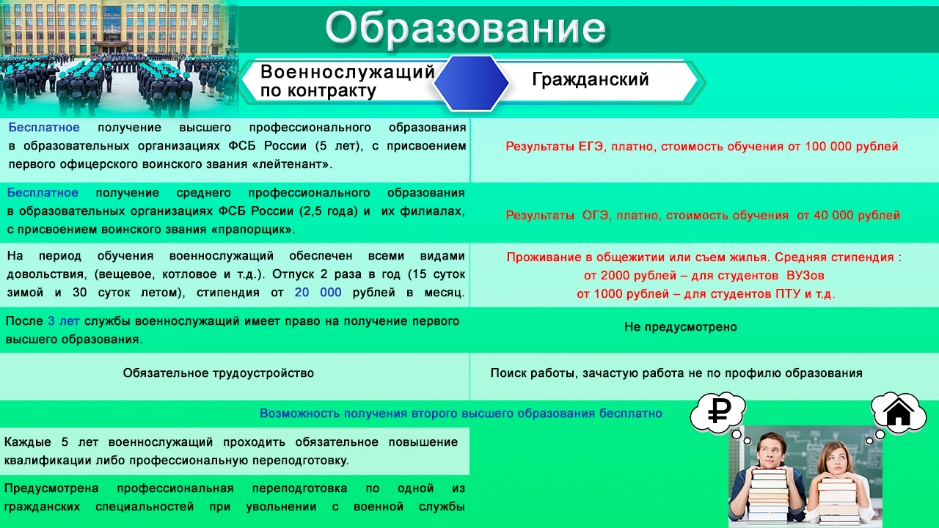 Образование
Военнослужащий
по контракту
Гражданский
Бесплатное получение высшего профессионального образования
в образовательных организациях ФСБ России (5 лет), с присвоением
первого офицерского воинского звания «лейтенант».
Результаты ЕГЭ, платно, стоимость обучения от 100 000 рублей
Бесплатное получение среднего профессионального образования
в образовательных организациях ФСБ России (2,5 года) и их филиалах,
с присвоением воинского звания «прапорщик».
Результаты ОГЭ, платно, стоимость обучения от 40 000 рублей
На период обучения военнослужащий обеспечен всеми видами
довольствия, (вещевое, котловое и т.д.). Отпуск 2 раза в год (15 суток
зимой и 30 суток летом), стипендия от 20 000 рублей в месяц.
Проживание в общежитии или съем жилья. Средняя стипендия :
от 2000 рублей – для студентов ВУЗов
от 1000 рублей – для студентов ПТУ и т.д.
После 3 лет службы военнослужащий имеет право на получение первого
высшего образования.
Не предусмотрено
Обязательное трудоустройство
Поиск работы, зачастую работа не по профилю образования
Возможность получения второго высшего образования бесплатно
₽
Каждые 5 лет военнослужащий проходить обязательное повышение
квалификации либо профессиональную переподготовку.
Предусмотрена профессиональная переподготовка по одной из
гражданских специальностей при увольнении с военной службы